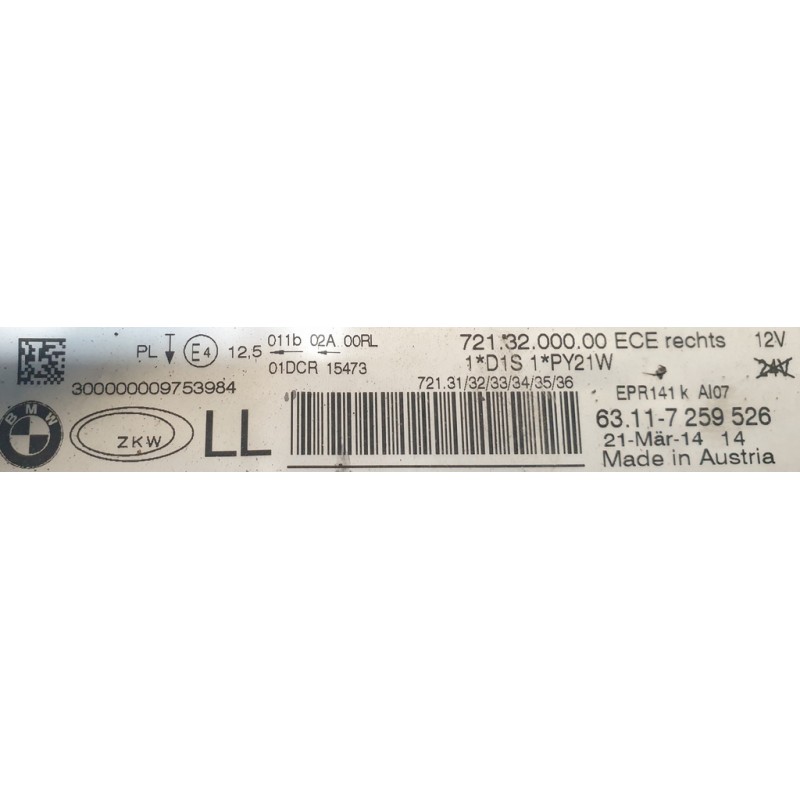 PL E4 12,5 011b 02A 00RL
01DCR 15473
721.32.000.00 ECE rechts 12V
1*D1S 1*PY21W 24V
300000009753984
721.31/32/33/34/35/36
EPR141 k AI07
BMW
ZKW
LL
63.11-7 259 526
21-Mär-14 14
Made in Austria